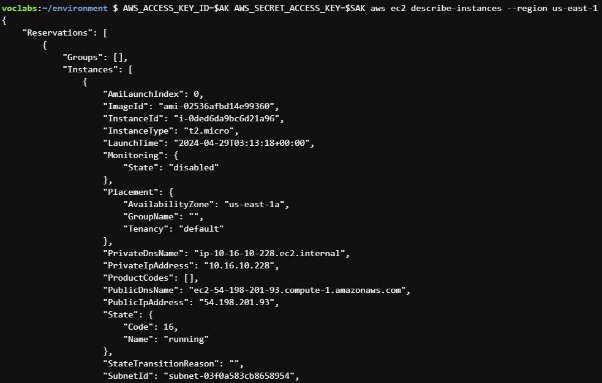 voclabs:~/environment $ AWS_ACCESS_KEY_ID=$AK AWS_SECRET_ACCESS_KEY=$SAK aws ec2 describe-instances --region us-east-1
{
    "Reservations": [
        {
            "Groups": [],
            "Instances": [
                {
                    "AmiLaunchIndex": 0,
                    "ImageId": "ami-02536afbd14e99360",
                    "InstanceId": "i-0ded6da9bc6d21a96",
                    "InstanceType": "t2.micro",
                    "LaunchTime": "2024-04-29T03:13:18+00:00",
                    "Monitoring": {
                        "State": "disabled"
                    },
                    "Placement": {
                        "AvailabilityZone": "us-east-1a",
                        "GroupName": "",
                        "Tenancy": "default"
                    },
                    "PrivateDnsName": "ip-10-16-10-228.ec2.internal",
                    "PrivateIpAddress": "10.16.10.228",
                    "ProductCodes": [],
                    "PublicDnsName": "ec2-54-198-201-93.compute-1.amazonaws.com",
                    "PublicIpAddress": "54.198.201.93",
                    "State": {
                        "Code": 16,
                        "Name": "running"
                    },
                    "StateTransitionReason": "",
                    "SubnetId": "subnet-03f0a583cb8658954",